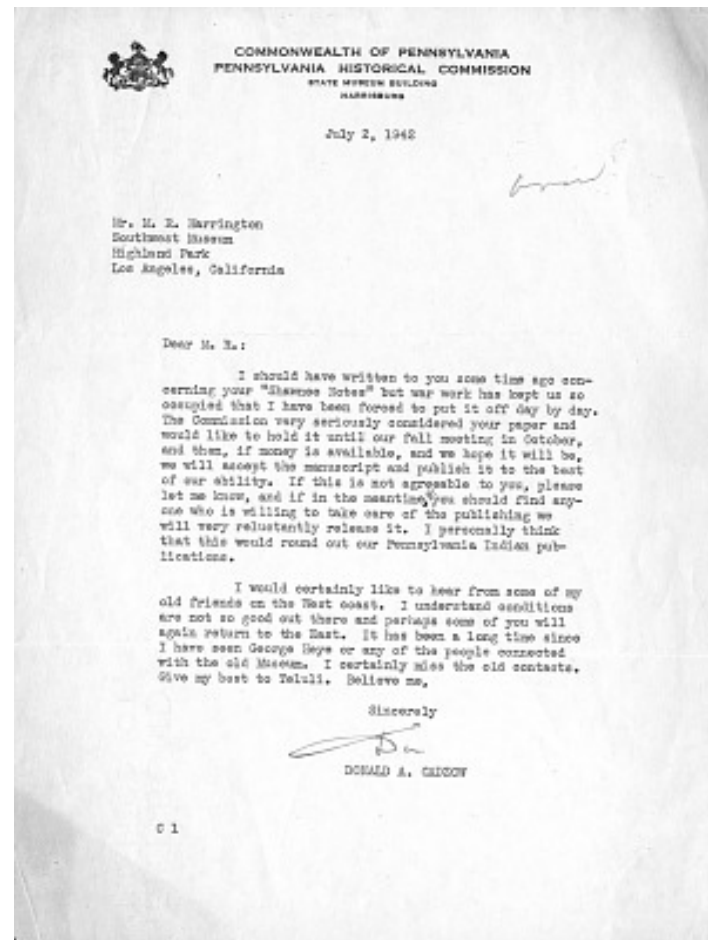 COMMONWEALTH OF PENNSYLVANIA
PENNSYLVANIA HISTORICAL COMMISSION
STATE MUSEUM BUILDING
HARRISBURG
July 2, 1942
Mr. M. R. Harrington
Southwest Museum
Highland Park
Los Angeles, California
Dear M. R.:
I should have written to you some time ago con-
cerning your "Shawnee Notes" but war work has kept us so
occupied that I have been forced to put it off day by day.
The Commission very seriously considered your paper and
would like to hold it until our fall meeting in October,
and then, if money is available, and we hope it will be,
we will accept the manuscript and publish it to the best
of our ability. If this is not agreeable to you, please
let me know, and if in the meantime, you should find any-
one who is willing to take care of the publishing we
will very reluctantly release it. I personally think
that this would round out our Pennsylvania Indian pub-
lications.
I would certainly like to hear from some of my
old friends on the West coast. I understand conditions
are not so good out there and perhaps some of you will
again return to the East. It has been a long time since
I have seen George Heye or any of the people connected
with the old Museum. I certainly miss the old contacts.
Give my best to Teluli. Believe me,
Sincerely
Don
DONALD A. CADZOW
C 1